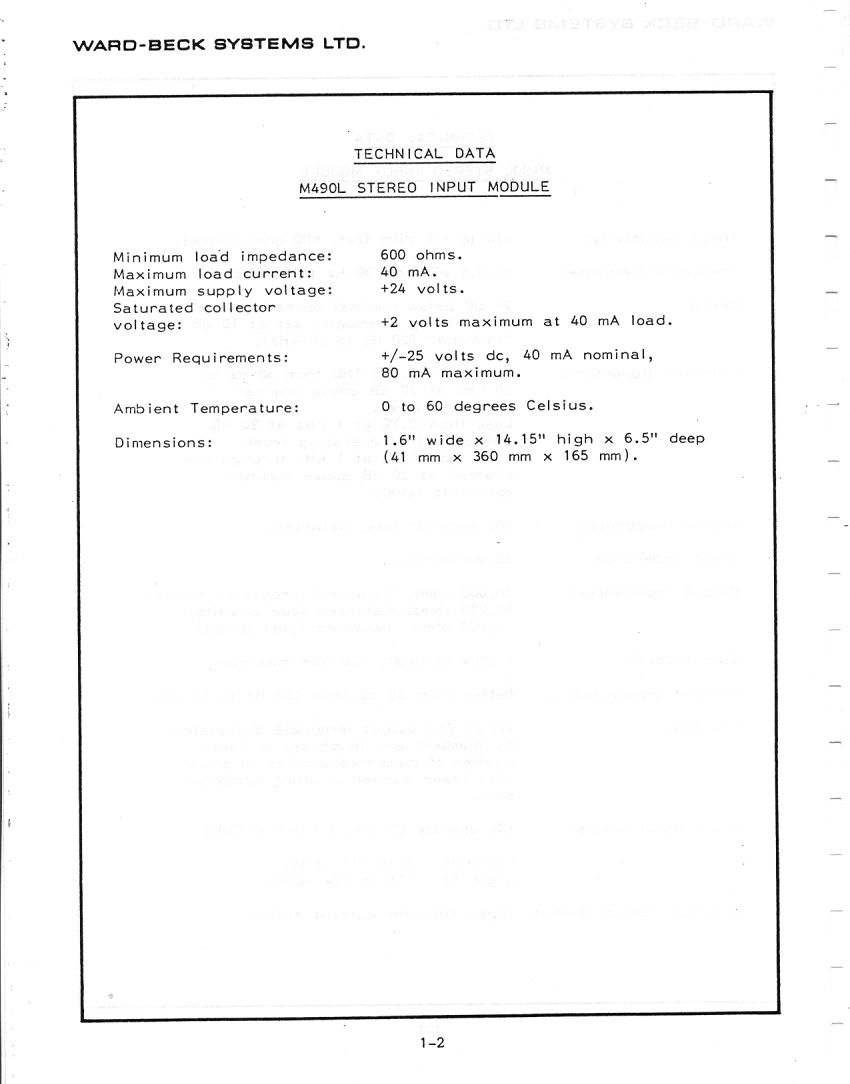 WARD-BECK SYSTEMS LTD.
TECHNICAL DATA
M490L STEREO INPUT MODULE
Minimum load impedance: 600 ohms.
Maximum load current: 40 mA.
Maximum supply voltage: +24 volts.
Saturated collector
voltage: +2 volts maximum at 40 mA load.
Power Requirements: +/-25 volts dc, 40 mA nominal,
80 mA maximum.
Ambient Temperature: 0 to 60 degrees Celsius.
Dimensions: 1.6" wide x 14.15" high x 6.5" deep
(41 mm x 360 mm x 165 mm).
1-2